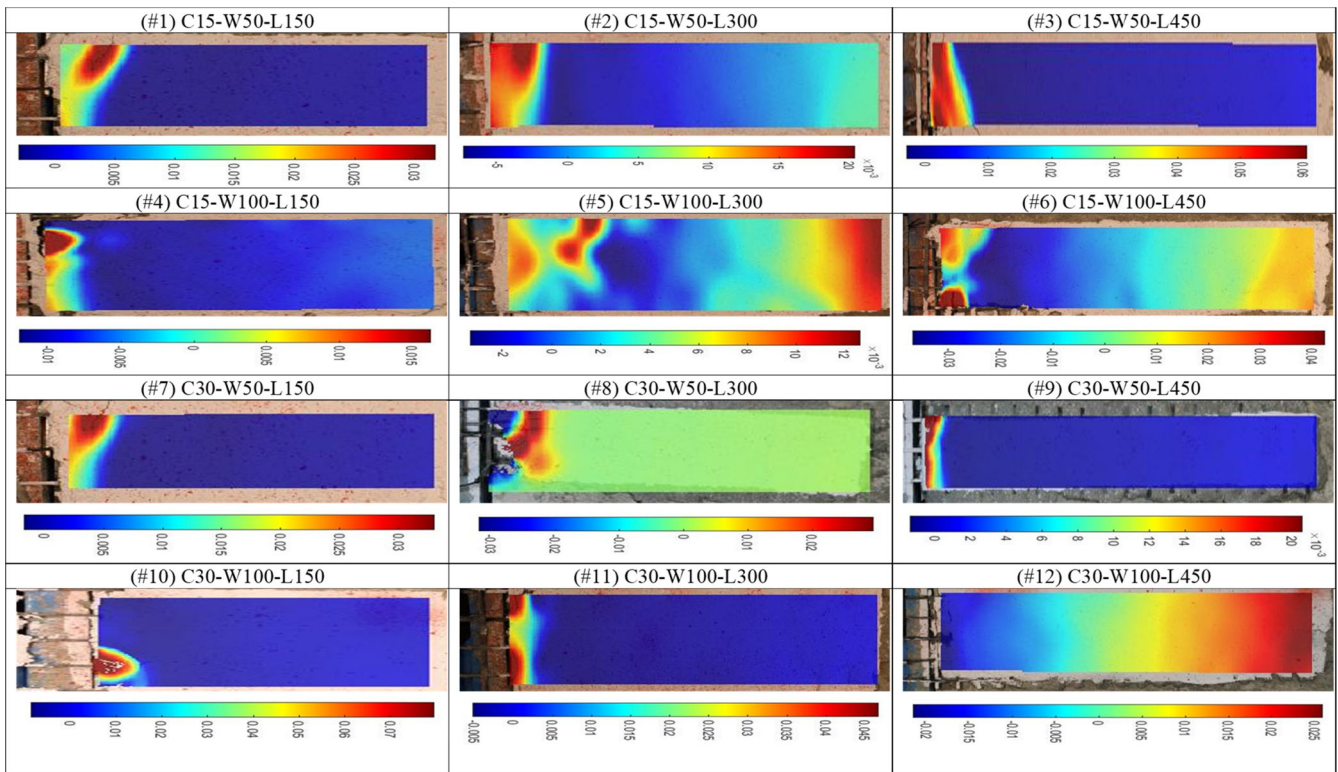 (#1) C15-W50-L150
(#2) C15-W50-L300
(#3) C15-W50-L450
0 0.005 0.01 0.015 0.02 0.025 0.03
-5 0 5 10 15 20 ×10⁻³
0 0.01 0.02 0.03 0.04 0.05 0.06
(#4) C15-W100-L150
(#5) C15-W100-L300
(#6) C15-W100-L450
-0.01 -0.005 0 0.005 0.01 0.015
-2 0 2 4 6 8 10 12 ×10⁻³
-0.03 -0.02 -0.01 0 0.01 0.02 0.03 0.04
(#7) C30-W50-L150
(#8) C30-W50-L300
(#9) C30-W50-L450
0 0.005 0.01 0.015 0.02 0.025 0.03
-0.03 -0.02 -0.01 0 0.01 0.02
0 2 4 6 8 10 12 14 16 18 20 ×10⁻³
(#10) C30-W100-L150
(#11) C30-W100-L300
(#12) C30-W100-L450
0 0.01 0.02 0.03 0.04 0.05 0.06 0.07
-0.005 0 0.005 0.01 0.015 0.02 0.025 0.03 0.035 0.04 0.045
-0.02 -0.015 -0.01 -0.005 0 0.005 0.01 0.015 0.02 0.025